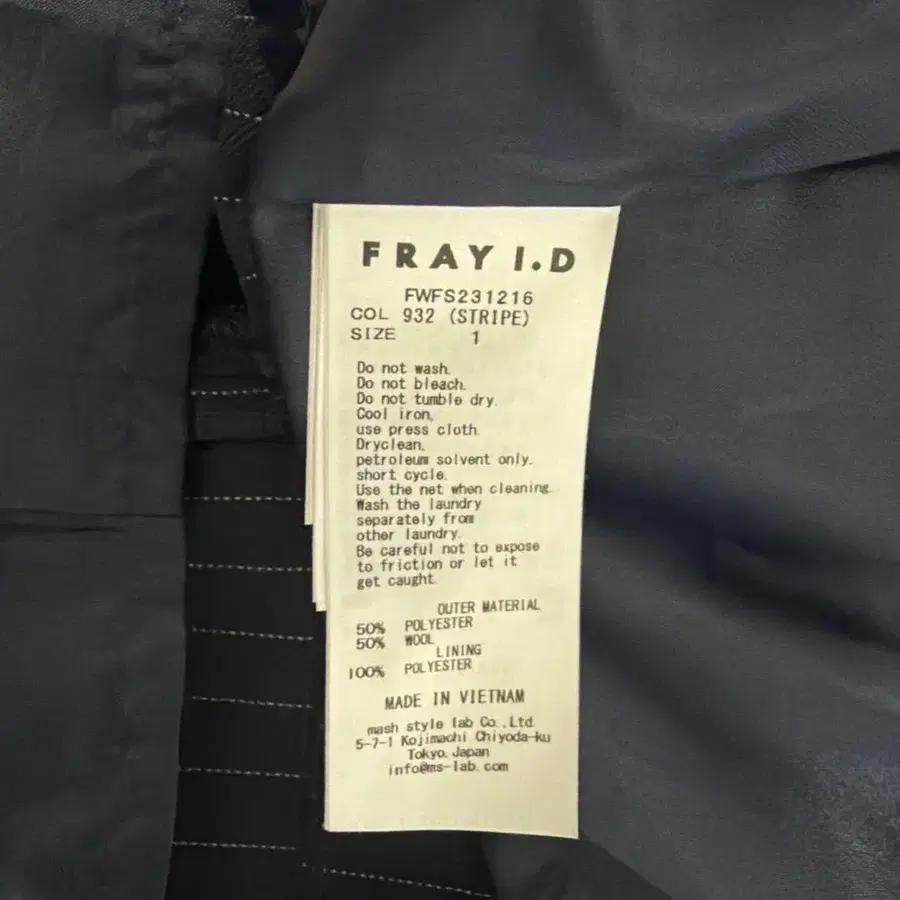 FRAY I.D
FWFS231216
COL 932 (STRIPE)
SIZE 1
Do not wash.
Do not bleach.
Do not tumble dry.
Cool iron,
use press cloth.
Dryclean,
petroleum solvent only.
short cycle.
Use the net when cleaning.
Wash the laundry
separately from
other laundry.
Be careful not to expose
to friction or let it
get caught.
OUTER MATERIAL
50% POLYESTER
50% WOOL
LINING
100% POLYESTER
MADE IN VIETNAM
mash style lab Co.,Ltd.
5-7-1 Kojimachi Chiyoda-ku
Tokyo.Japan
info@ms-lab.com